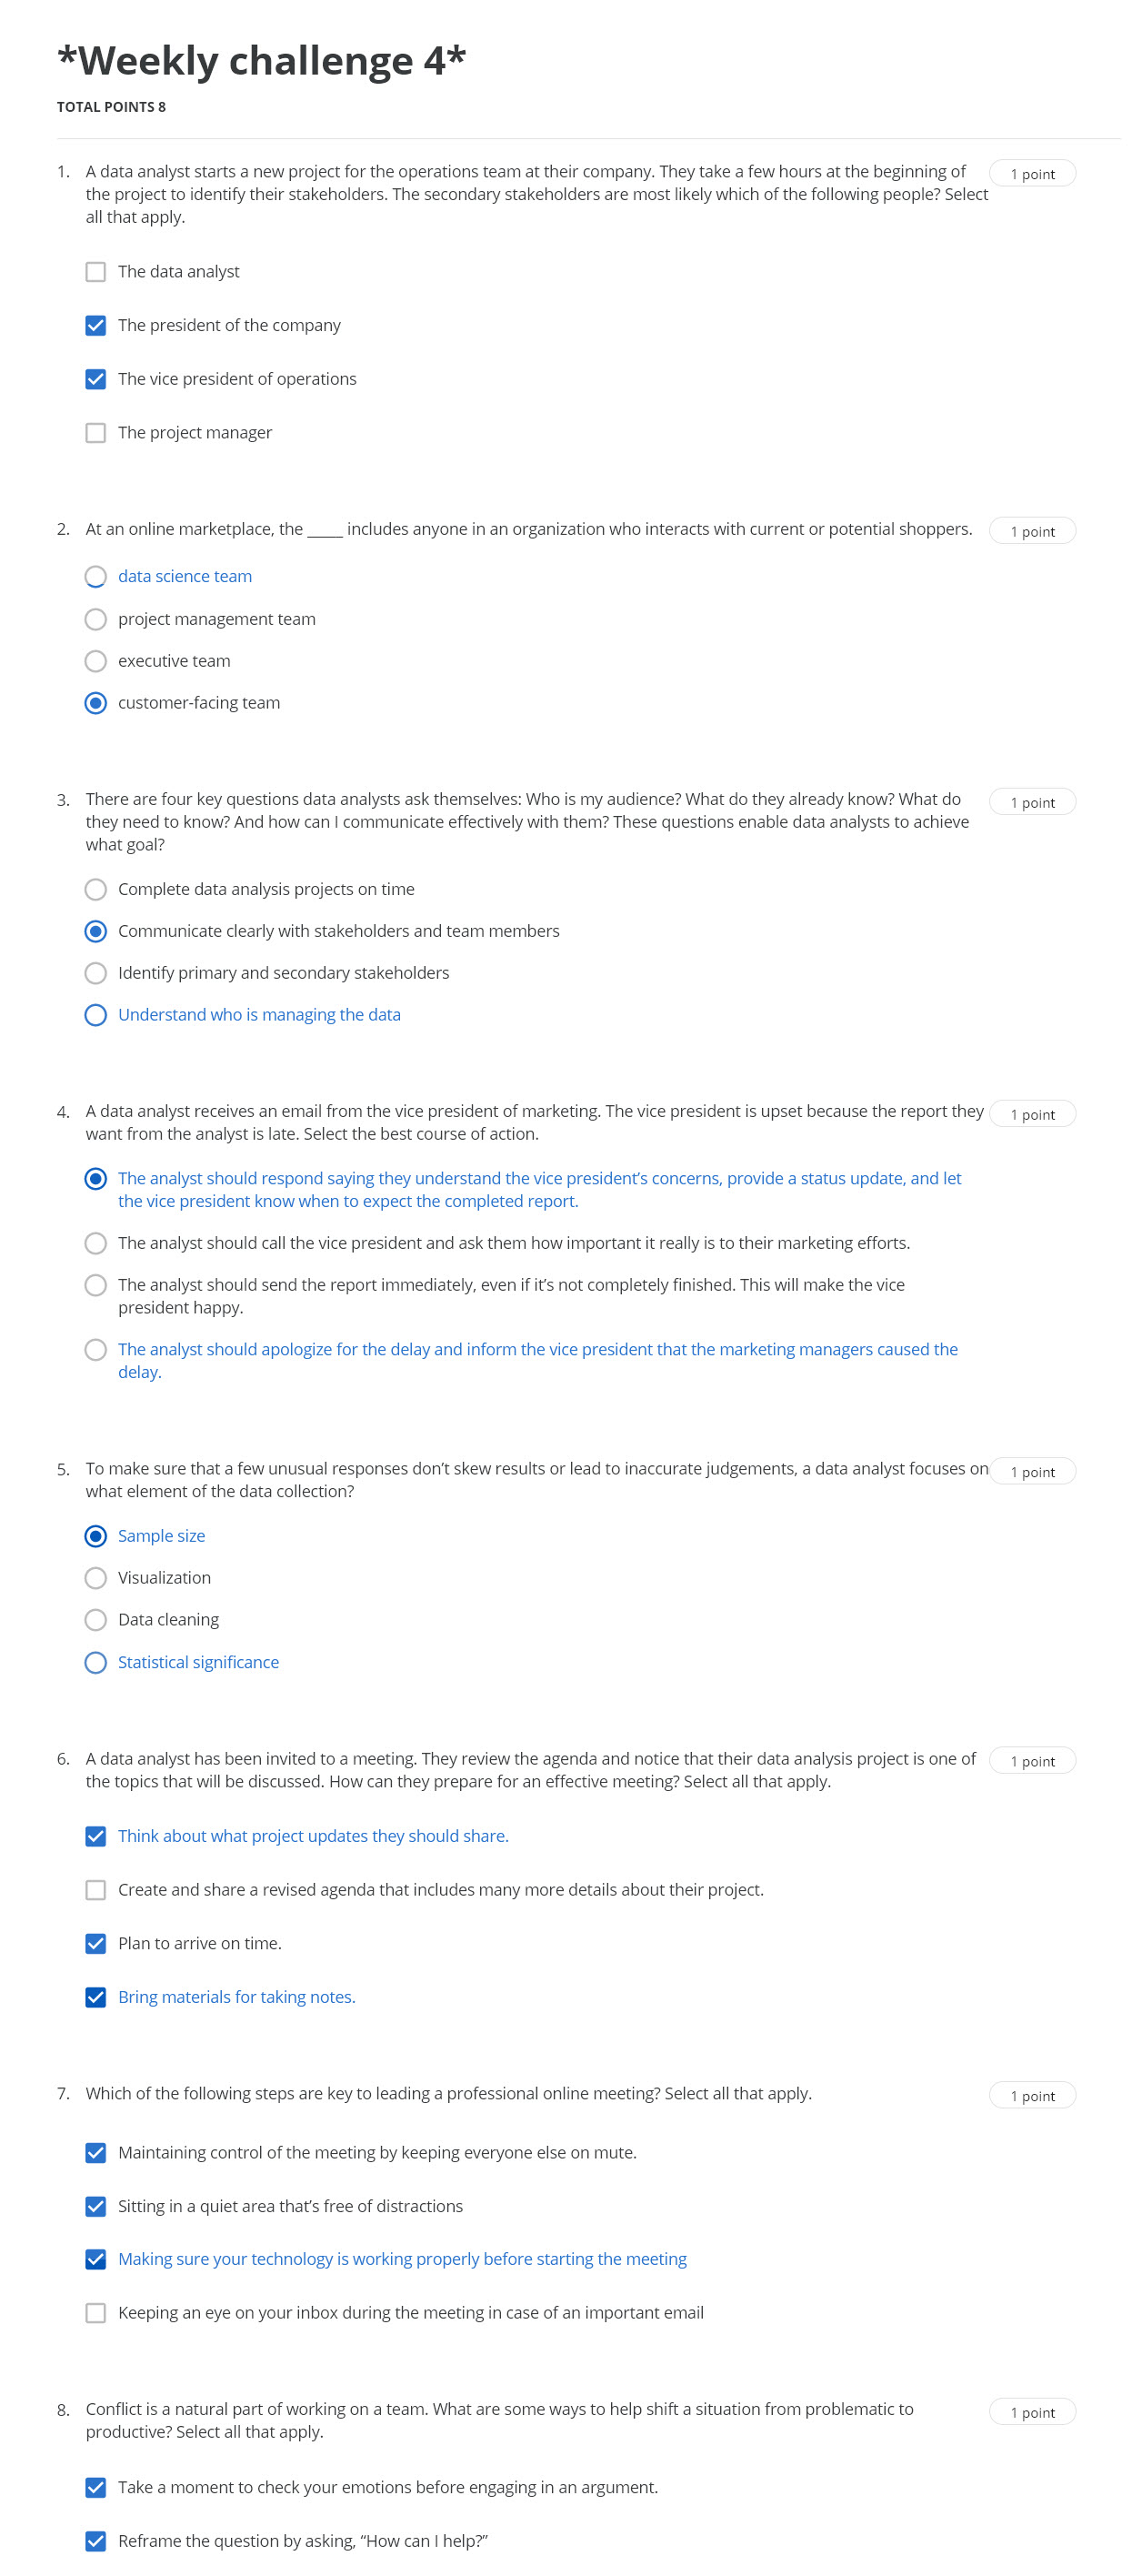 *Weekly challenge 4*
TOTAL POINTS 8
1. A data analyst starts a new project for the operations team at their company. They take a few hours at the beginning of
the project to identify their stakeholders. The secondary stakeholders are most likely which of the following people? Select
all that apply.
1 point
The data analyst
The president of the company
The vice president of operations
The project manager
2. At an online marketplace, the ____ includes anyone in an organization who interacts with current or potential shoppers.
1 point
data science team
project management team
executive team
customer-facing team
3. There are four key questions data analysts ask themselves: Who is my audience? What do they already know? What do
they need to know? And how can I communicate effectively with them? These questions enable data analysts to achieve
what goal?
1 point
Complete data analysis projects on time
Communicate clearly with stakeholders and team members
Identify primary and secondary stakeholders
Understand who is managing the data
4. A data analyst receives an email from the vice president of marketing. The vice president is upset because the report they
want from the analyst is late. Select the best course of action.
1 point
The analyst should respond saying they understand the vice president’s concerns, provide a status update, and let
the vice president know when to expect the completed report.
The analyst should call the vice president and ask them how important it really is to their marketing efforts.
The analyst should send the report immediately, even if it’s not completely finished. This will make the vice
president happy.
The analyst should apologize for the delay and inform the vice president that the marketing managers caused the
delay.
5. To make sure that a few unusual responses don’t skew results or lead to inaccurate judgements, a data analyst focuses on
what element of the data collection?
1 point
Sample size
Visualization
Data cleaning
Statistical significance
6. A data analyst has been invited to a meeting. They review the agenda and notice that their data analysis project is one of
the topics that will be discussed. How can they prepare for an effective meeting? Select all that apply.
1 point
Think about what project updates they should share.
Create and share a revised agenda that includes many more details about their project.
Plan to arrive on time.
Bring materials for taking notes.
7. Which of the following steps are key to leading a professional online meeting? Select all that apply.
1 point
Maintaining control of the meeting by keeping everyone else on mute.
Sitting in a quiet area that’s free of distractions
Making sure your technology is working properly before starting the meeting
Keeping an eye on your inbox during the meeting in case of an important email
8. Conflict is a natural part of working on a team. What are some ways to help shift a situation from problematic to
productive? Select all that apply.
1 point
Take a moment to check your emotions before engaging in an argument.
Reframe the question by asking, “How can I help?”